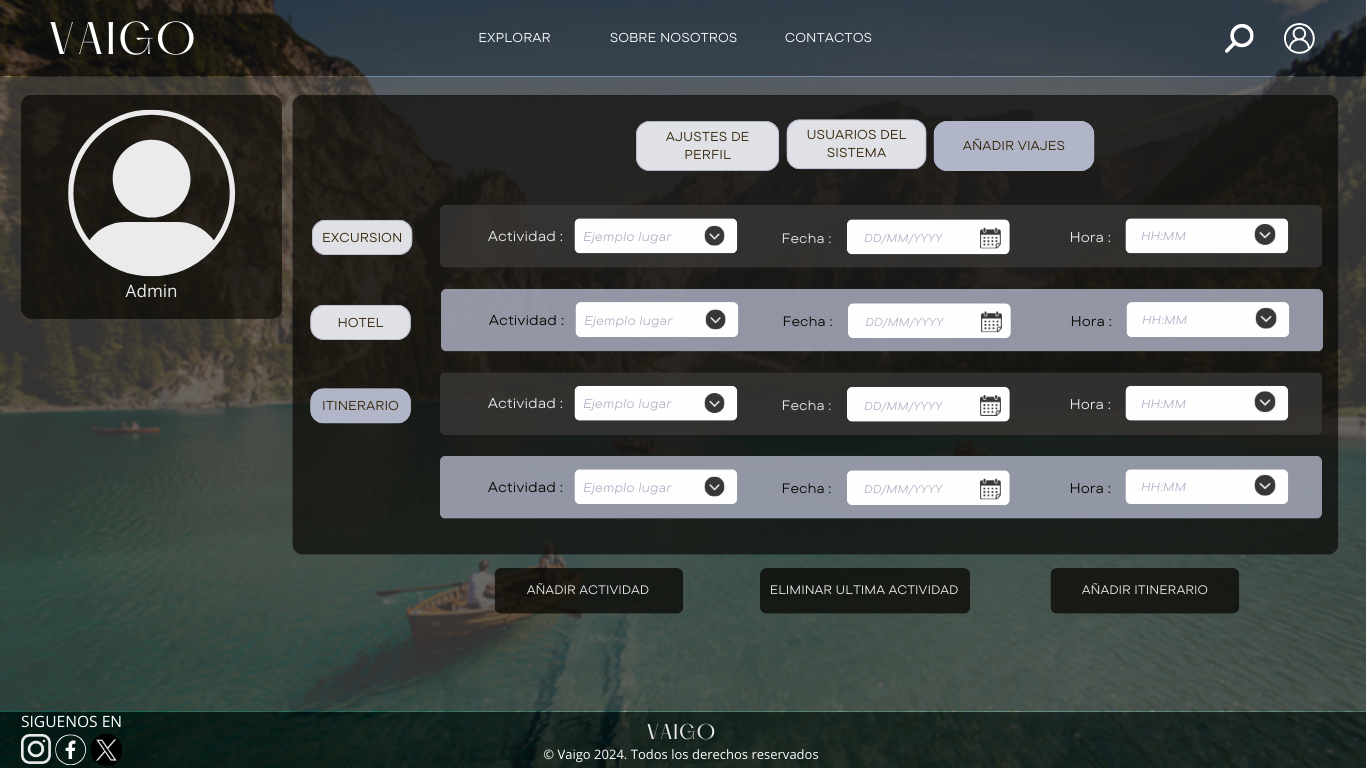 VAIGO
EXPLORAR
SOBRE NOSOTROS
CONTACTOS
Admin
AJUSTES DE
PERFIL
USUARIOS DEL
SISTEMA
AÑADIR VIAJES
EXCURSION
HOTEL
ITINERARIO
Actividad : Ejemplo lugar Fecha : DD/MM/YYYY Hora : HH:MM
Actividad : Ejemplo lugar Fecha : DD/MM/YYYY Hora : HH:MM
Actividad : Ejemplo lugar Fecha : DD/MM/YYYY Hora : HH:MM
Actividad : Ejemplo lugar Fecha : DD/MM/YYYY Hora : HH:MM
AÑADIR ACTIVIDAD
ELIMINAR ULTIMA ACTIVIDAD
AÑADIR ITINERARIO
SIGUENOS EN
VAIGO
© Vaigo 2024. Todos los derechos reservados